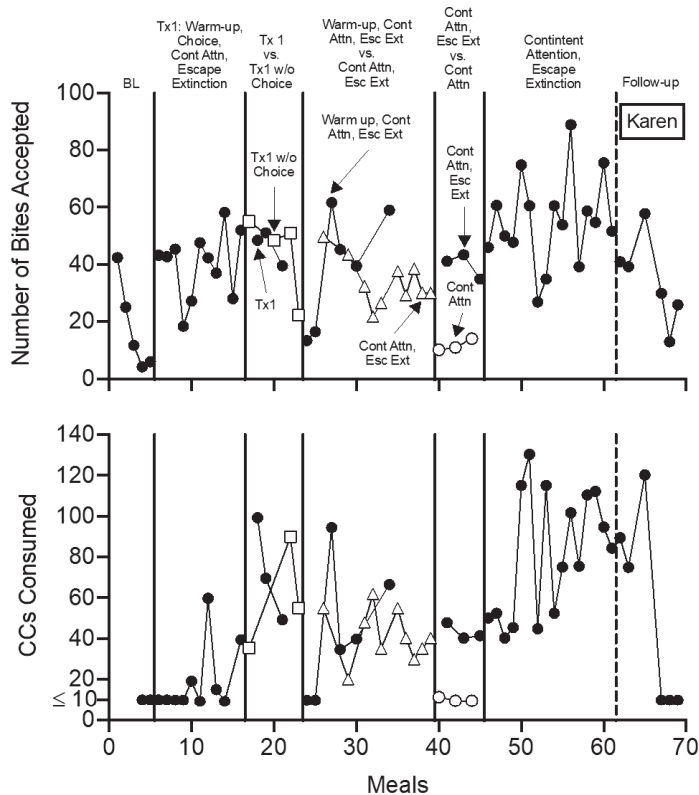 BL
Tx1: Warm-up,
Choice,
Cont Attn,
Escape
Extinction
Tx 1
vs.
Tx1 w/o
Choice
Warm-up, Cont
Attn, Esc Ext
vs.
Cont Attn,
Esc Ext
Cont
Attn,
Esc Ext
vs.
Cont
Attn
Contintent
Attention,
Escape
Extinction
Follow-up
Karen
Number of Bites Accepted
100
80
60
40
20
0
Tx1 w/o
Choice
Tx1
Warm up, Cont
Attn, Esc Ext
Cont Attn,
Esc Ext
Cont
Attn,
Esc
Ext
Cont
Attn
CCs Consumed
140
120
100
80
60
40
20
≤ 10
0
0 10 20 30 40 50 60 70
Meals